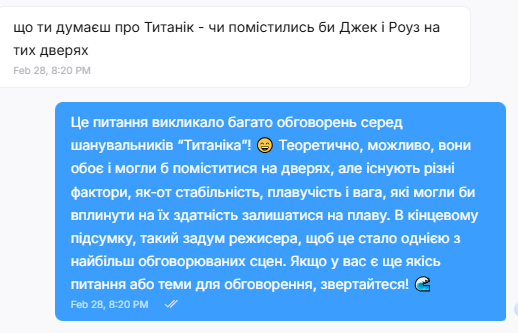 що ти думаєш про Титанік - чи помістились би Джек і Роуз на
тих дверях
Feb 28, 8:20 PM
Це питання викликало багато обговорень серед
шанувальників “Титаніка”! 😄 Теоретично, можливо, вони
обоє і могли б поміститися на дверях, але існують різні
фактори, як-от стабільність, плавучість і вага, які могли би
вплинути на їх здатність залишатися на плаву. В кінцевому
підсумку, такий задум режисера, щоб це стало однією з
найбільш обговорюваних сцен. Якщо у вас є ще якісь
питання або теми для обговорення, звертайтеся! 🌊
Feb 28, 8:20 PM